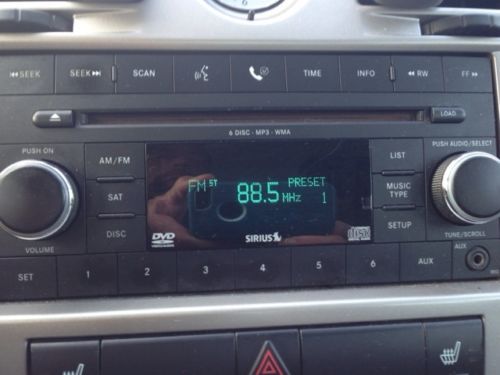 6
SEEK SEEK SCAN TIME INFO RW FF
LOAD
6 DISC · MP3 · WMA
PUSH ON
PUSH AUDIO/SELECT
AM/FM
LIST
FM ST 88.5 MHz PRESET 1
SAT
MUSIC TYPE
DISC
SETUP
DVD
SIRIUS
VOLUME
TUNE/SCROLL
SET 1 2 3 4 5 6 AUX
AUX